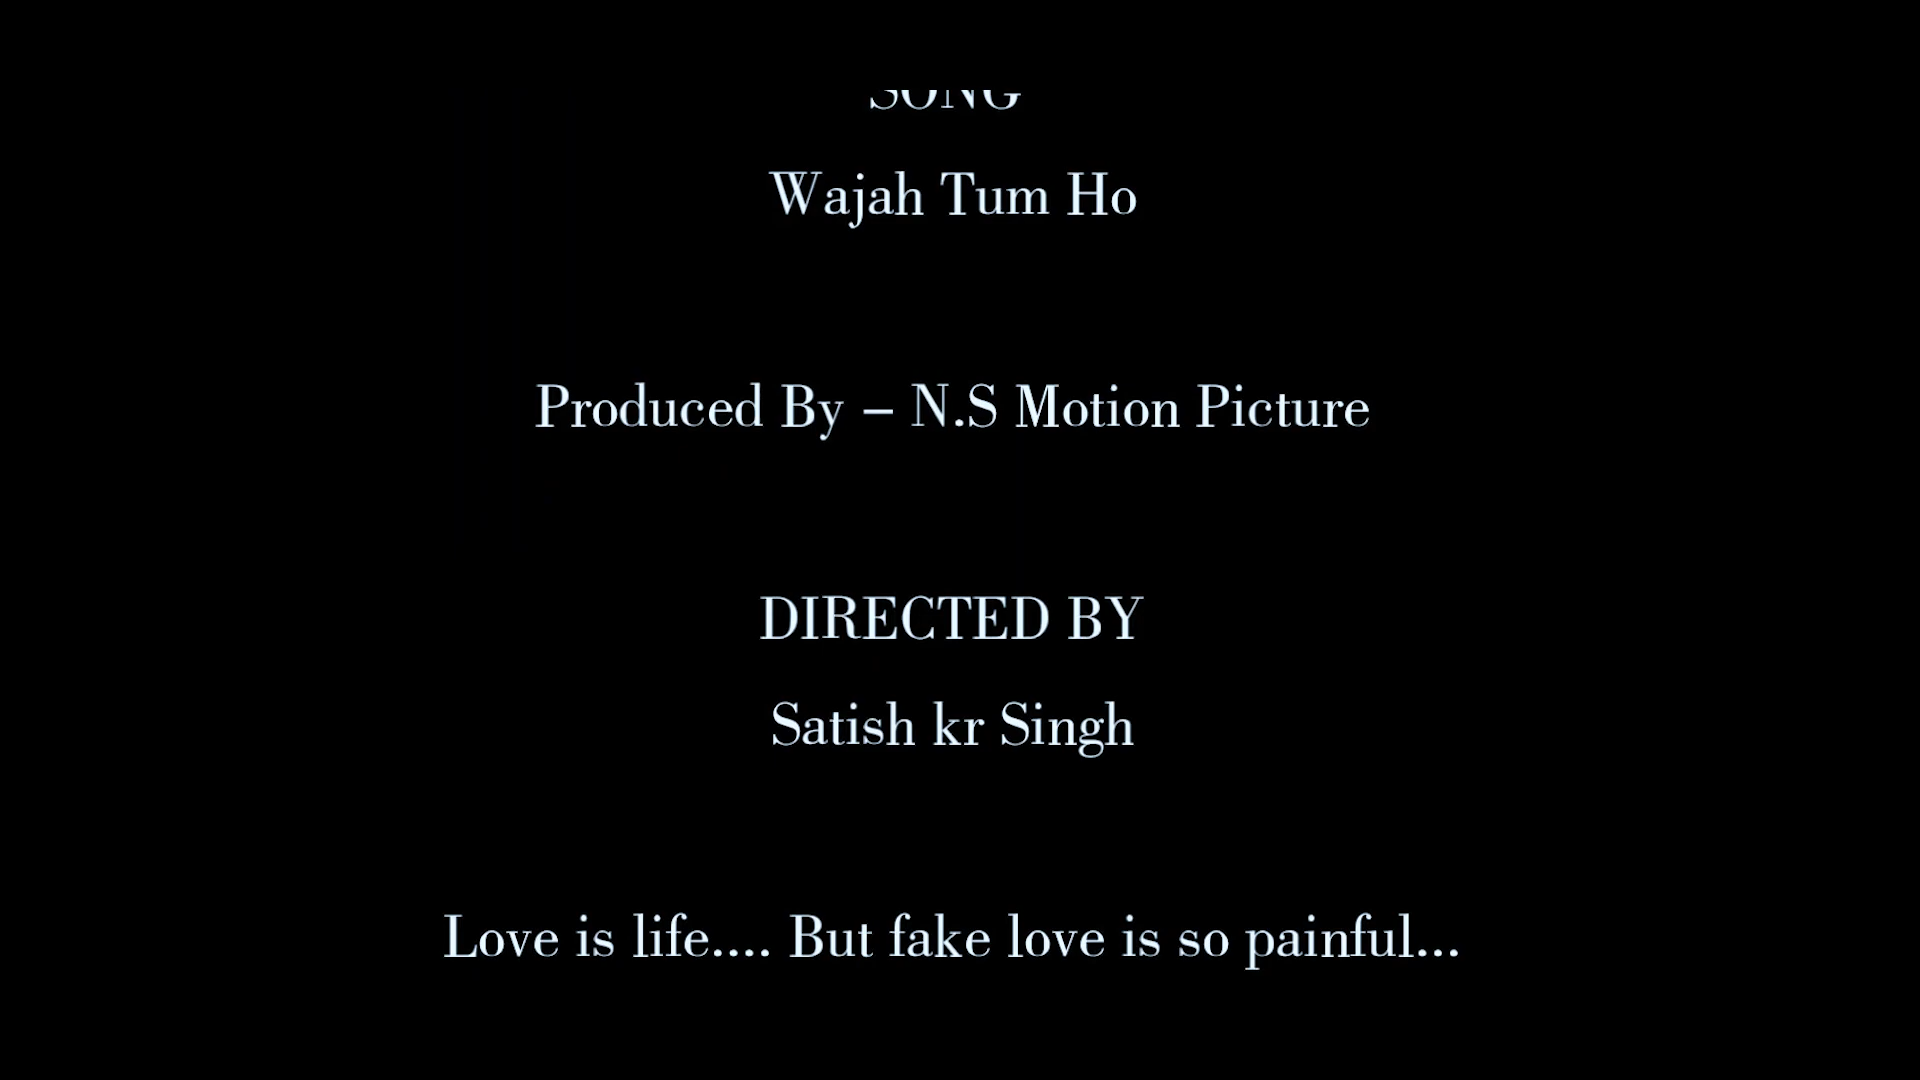 SONG
Wajah Tum Ho
Produced By – N.S Motion Picture
DIRECTED BY
Satish kr Singh
Love is life.... But fake love is so painful...